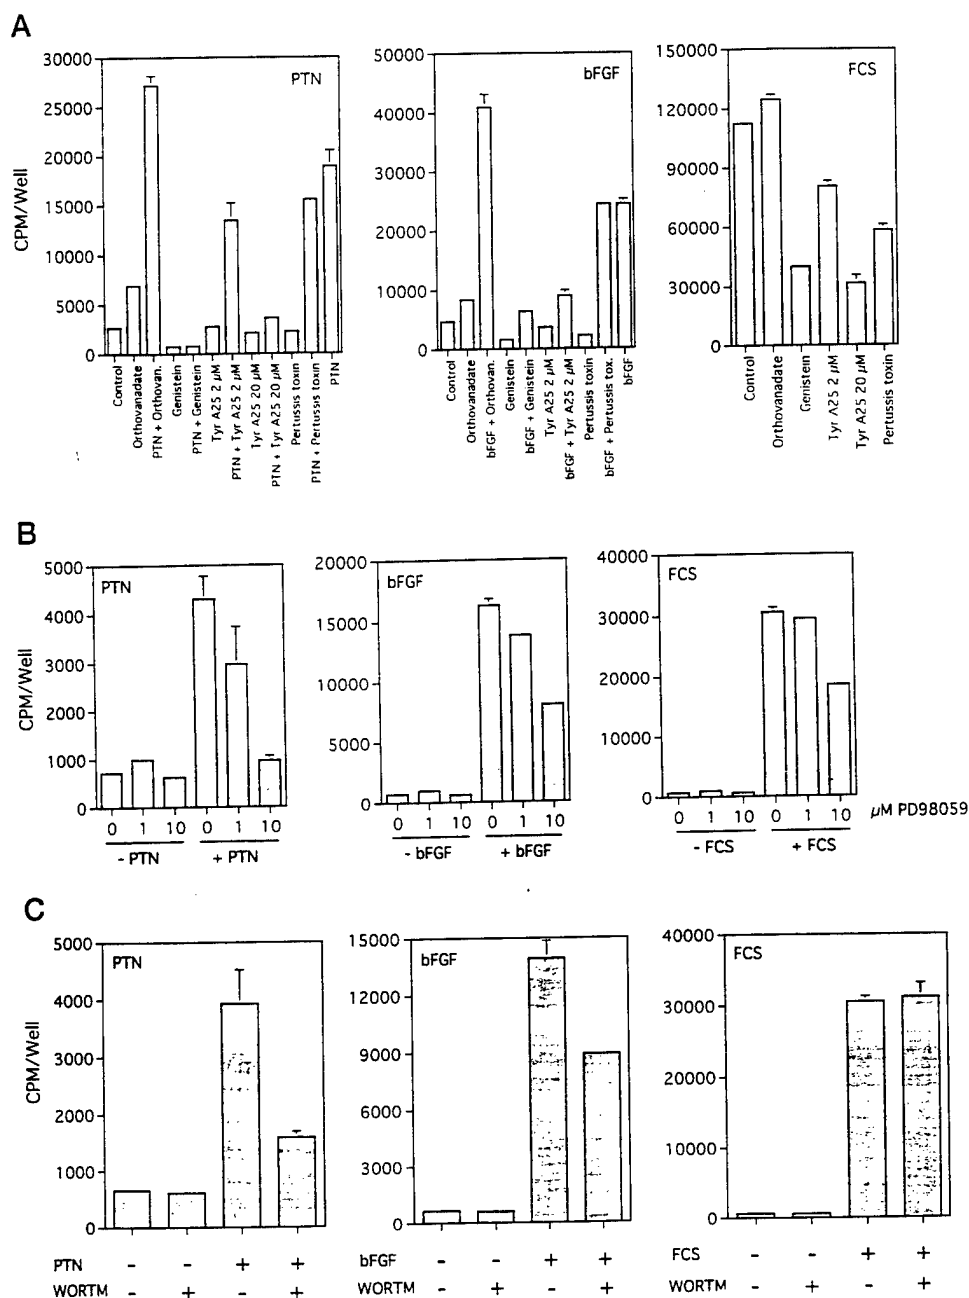 A
PTN
CPM/Well
30000
25000
20000
15000
10000
5000
0
Control
Orthovanadate
PTN + Orthovan.
Genistein
PTN + Genistein
Tyr A25 2 µM
PTN + Tyr A25 2 µM
Tyr A25 20 µM
PTN + Tyr A25 20 µM
Pertussis toxin
PTN + Pertussis toxin
PTN
bFGF
50000
40000
30000
20000
10000
0
Control
Orthovanadate
bFGF + Orthovan.
Genistein
bFGF + Genistein
Tyr A25 2 µM
bFGF + Tyr A25 2 µM
Pertussis toxin
bFGF + Pertussis tox.
bFGF
FCS
150000
120000
90000
60000
30000
0
Control
Orthovanadate
Genistein
Tyr A25 2 µM
Tyr A25 20 µM
Pertussis toxin
B
PTN
CPM/Well
5000
4000
3000
2000
1000
0
0 1 10 0 1 10
- PTN + PTN
bFGF
20000
15000
10000
5000
0
0 1 10 0 1 10
- bFGF + bFGF
FCS
40000
30000
20000
10000
0
0 1 10 0 1 10 µM PD98059
- FCS + FCS
C
PTN
CPM/Well
5000
4000
3000
2000
1000
0
PTN - - + +
WORTM - + - +
bFGF
15000
12000
9000
6000
3000
0
bFGF - - + +
WORTM - + - +
FCS
40000
30000
20000
10000
0
FCS - - + +
WORTM - + - +